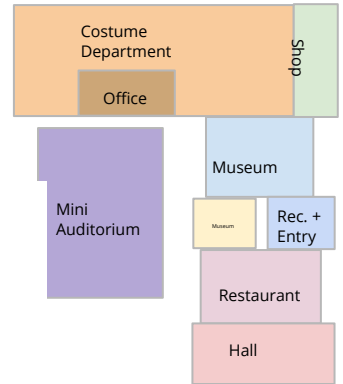 Costume
Department
Shop
Office
Museum
Mini
Auditorium
Museum
Rec. +
Entry
Restaurant
Hall